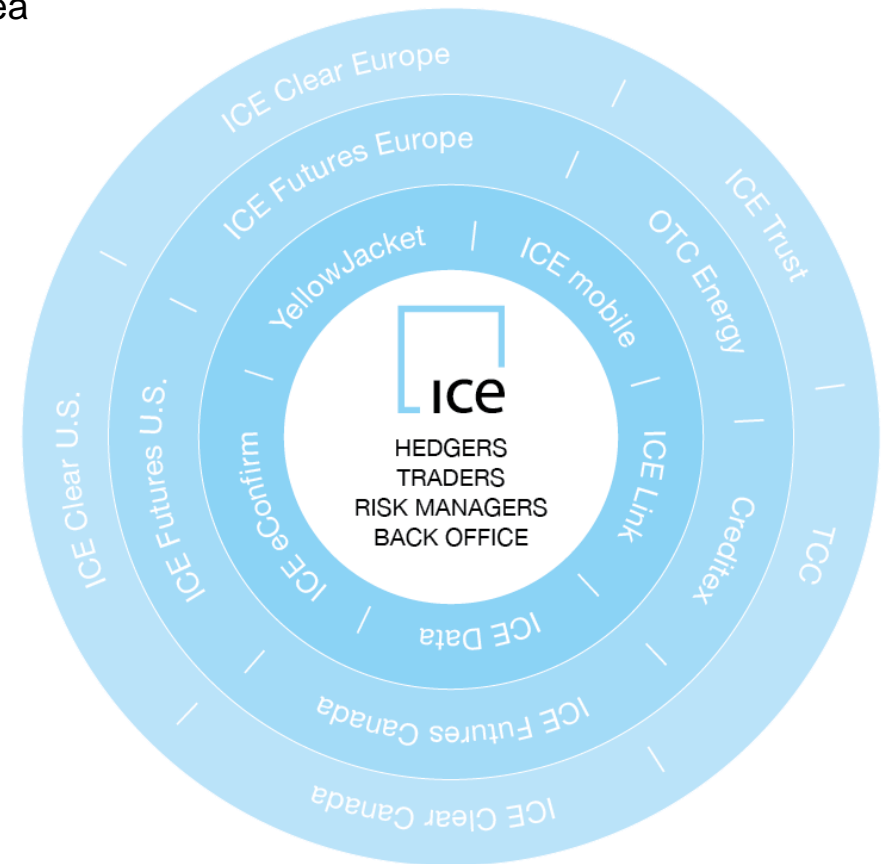 ea
ICE Clear Europe
ICE Trust
TCC
ICE Clear Canada
ICE Clear U.S.
ICE Futures Europe
OTC Energy
Creditex
ICE Futures Canada
ICE Futures U.S.
YellowJacket
ICE mobile
ICE Link
ICE Data
ICE eConfirm
ice
HEDGERS
TRADERS
RISK MANAGERS
BACK OFFICE